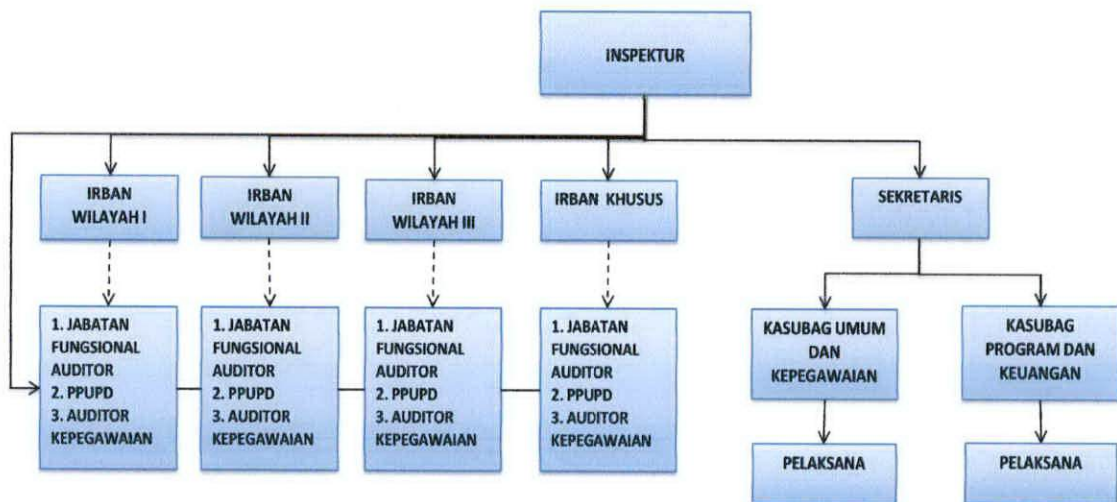 INSPEKTUR
IRBAN
WILAYAH I
IRBAN
WILAYAH II
IRBAN
WILAYAH III
IRBAN KHUSUS
SEKRETARIS
1. JABATAN
FUNGSIONAL
AUDITOR
2. PPUPD
3. AUDITOR
KEPEGAWAIAN
1. JABATAN
FUNGSIONAL
AUDITOR
2. PPUPD
3. AUDITOR
KEPEGAWAIAN
1. JABATAN
FUNGSIONAL
AUDITOR
2. PPUPD
3. AUDITOR
KEPEGAWAIAN
1. JABATAN
FUNGSIONAL
AUDITOR
2. PPUPD
3. AUDITOR
KEPEGAWAIAN
KASUBAG UMUM
DAN
KEPEGAWAIAN
KASUBAG
PROGRAM DAN
KEUANGAN
PELAKSANA
PELAKSANA